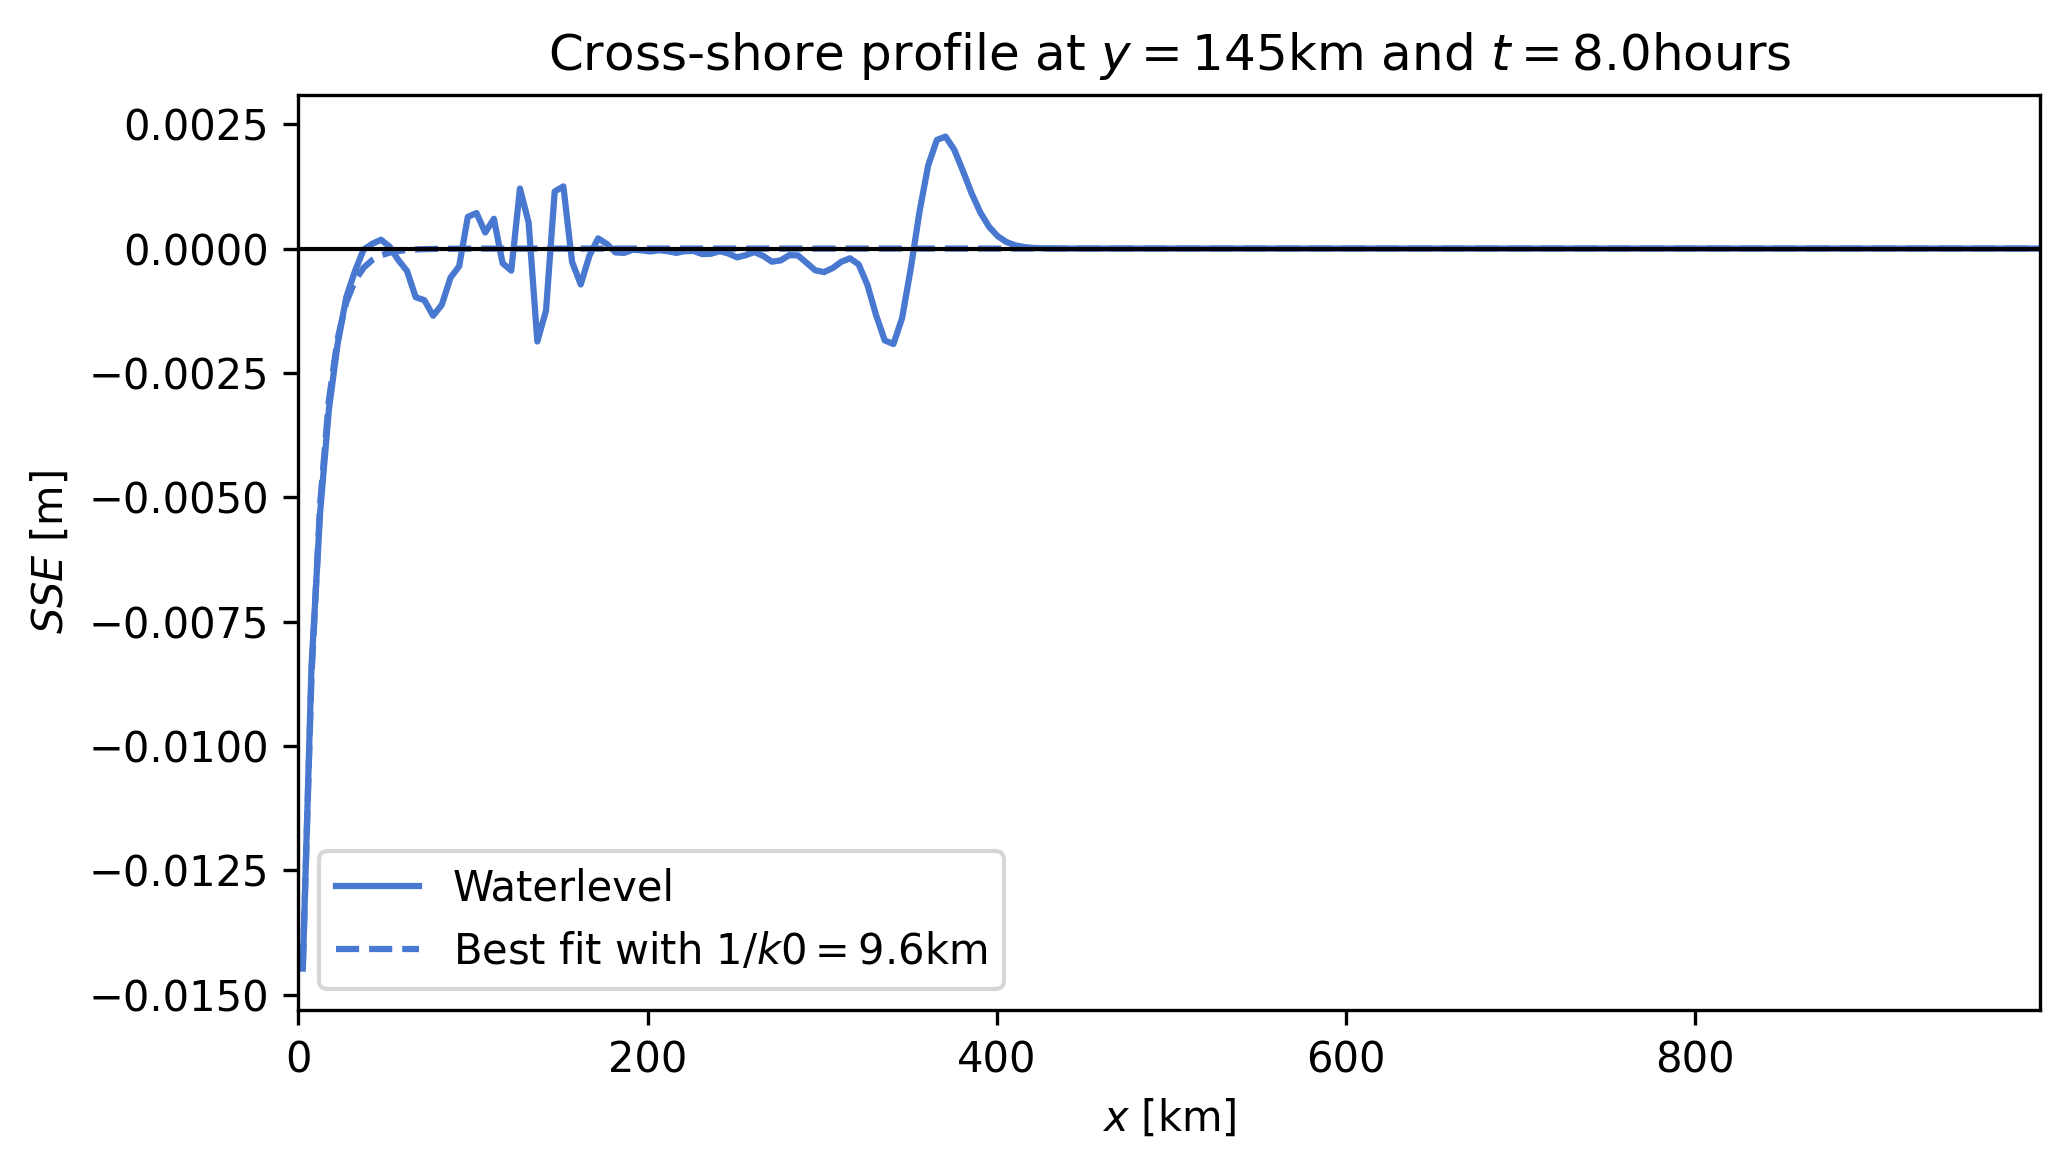 Cross-shore profile at y = 145km and t = 8.0hours
0.0025
0.0000
−0.0025
−0.0050
−0.0075
−0.0100
−0.0125
−0.0150
SSE [m]
Waterlevel
Best fit with 1/k0 = 9.6km
0 200 400 600 800
x [km]